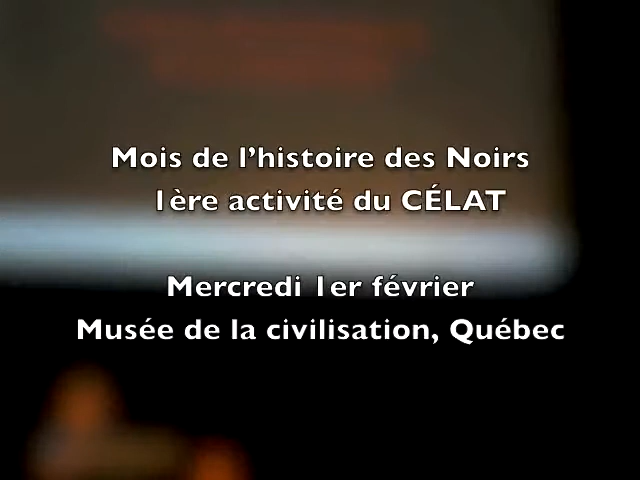 Mois de l’histoire des Noirs
1ère activité du CÉLAT
Mercredi 1er février
Musée de la civilisation, Québec